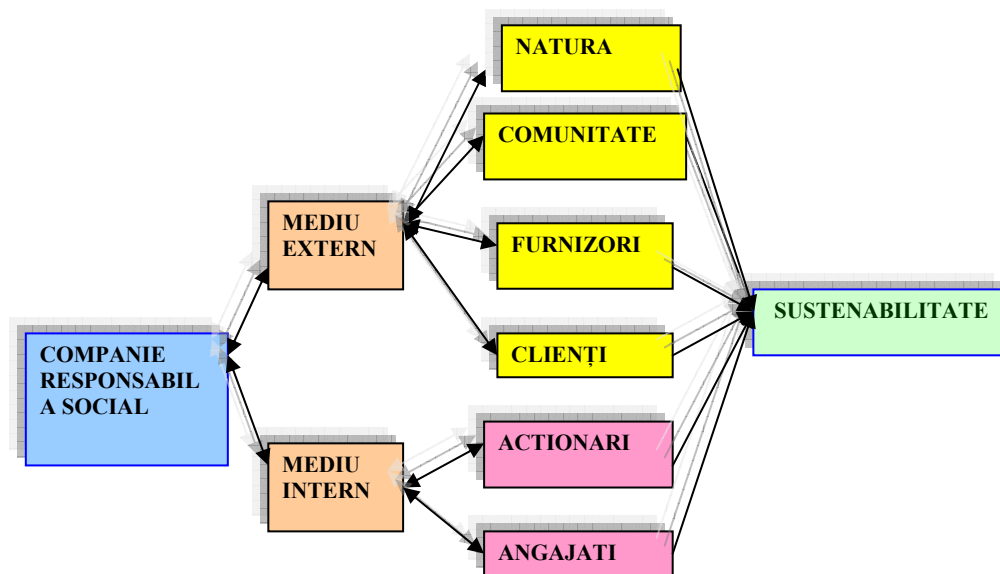 NATURA
COMUNITATE
MEDIU
EXTERN
FURNIZORI
SUSTENABILITATE
COMPANIE
RESPONSABIL
A SOCIAL
CLIENȚI
ACTIONARI
MEDIU
INTERN
ANGAJATI